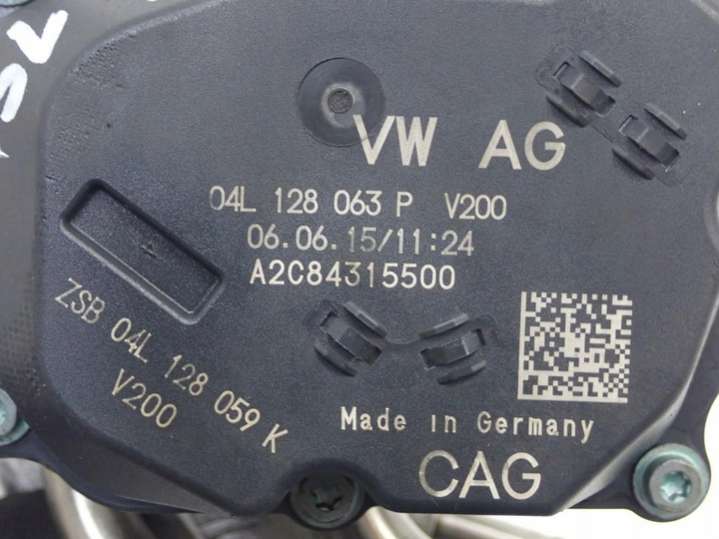 VW AG
04L 128 063 P V200
06.06.15/11:24
A2C84315500
ZSB 04L 128 059 K
V200
Made in Germany
CAG